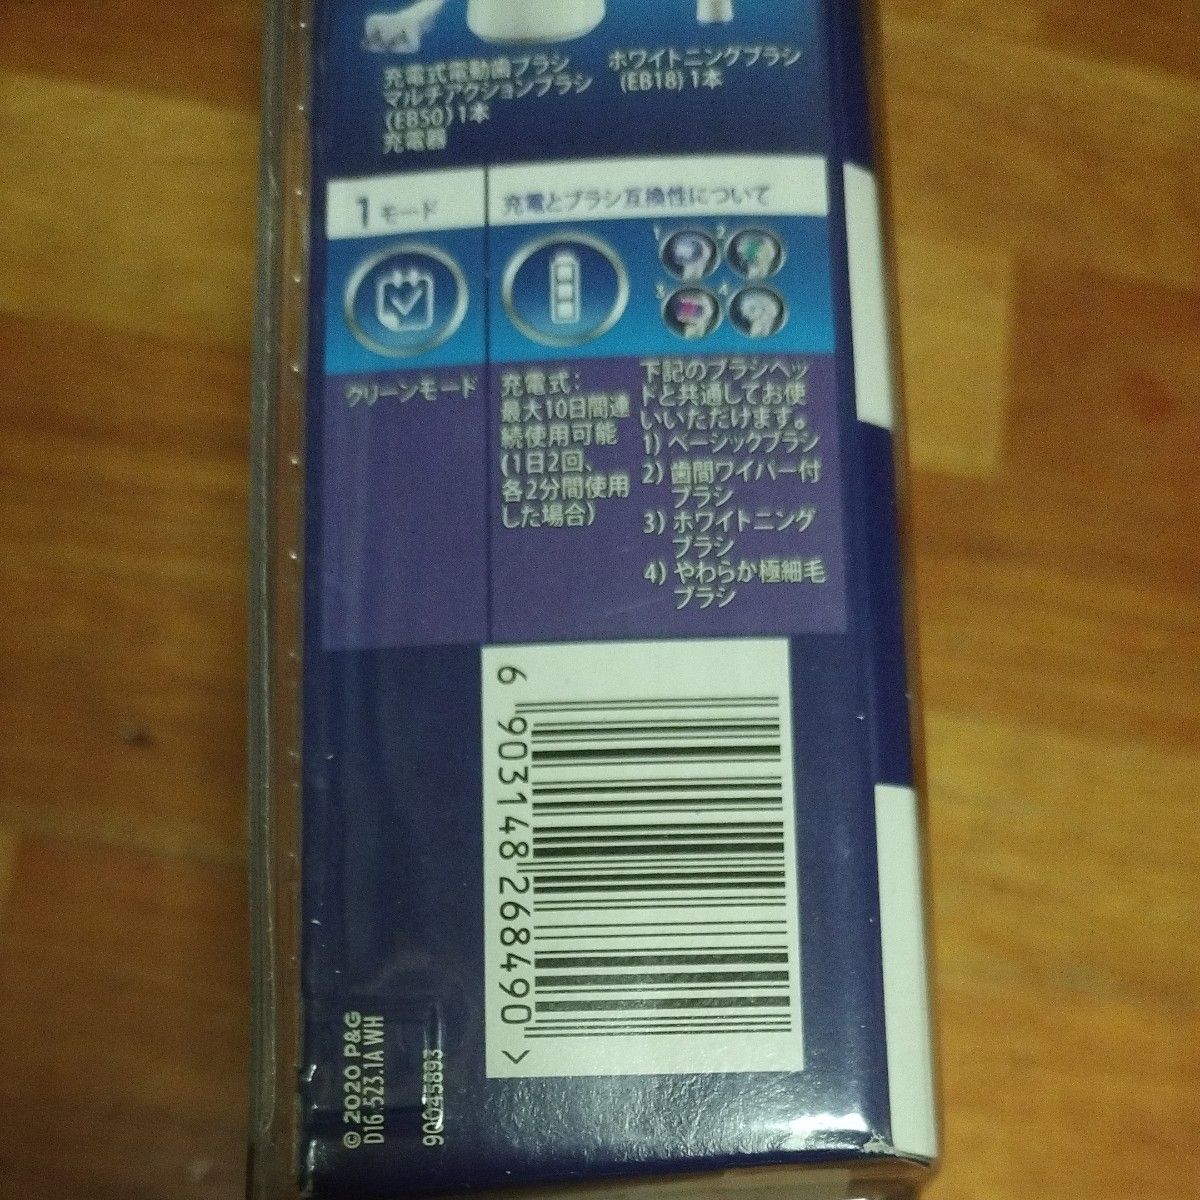 充電式電動歯ブラシ
マルチアクションブラシ
(EB50)1本
充電器
ホワイトニングブラシ
(EB18)1本
1モード
充電とブラシ互換性について
1
2
3
4
クリーンモード
充電式：
最大10日間連
続使用可能
(1日2回、
各2分間使用
した場合)
下記のブラシヘッ
ドと共通してお使
いいただけます。
1) ベーシックブラシ
2) 歯間ワイパー付
ブラシ
3) ホワイトニング
ブラシ
4) やわらか極細毛
ブラシ
6 903148 268490 >
© 2020 P&G
D16.523.1A WH
90045893